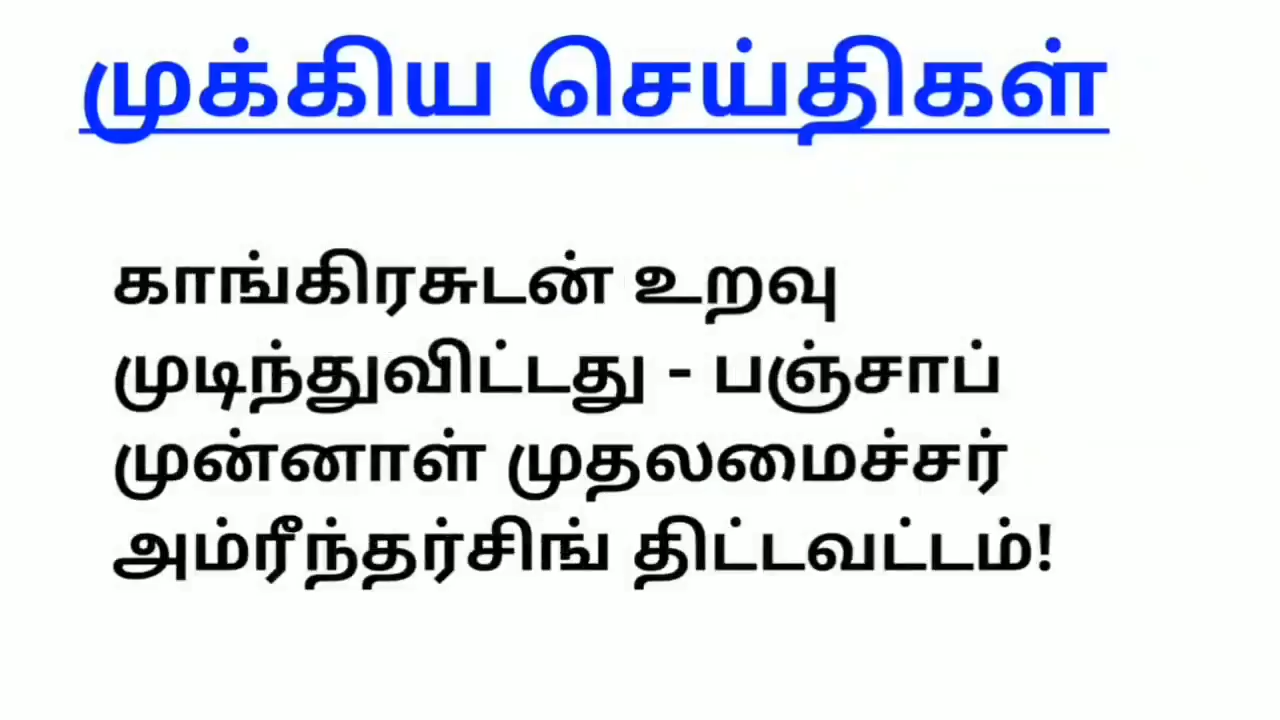 முக்கிய செய்திகள்
காங்கிரசுடன் உறவு
முடிந்துவிட்டது - பஞ்சாப்
முன்னாள் முதலமைச்சர்
அம்ரீந்தர்சிங் திட்டவட்டம்!